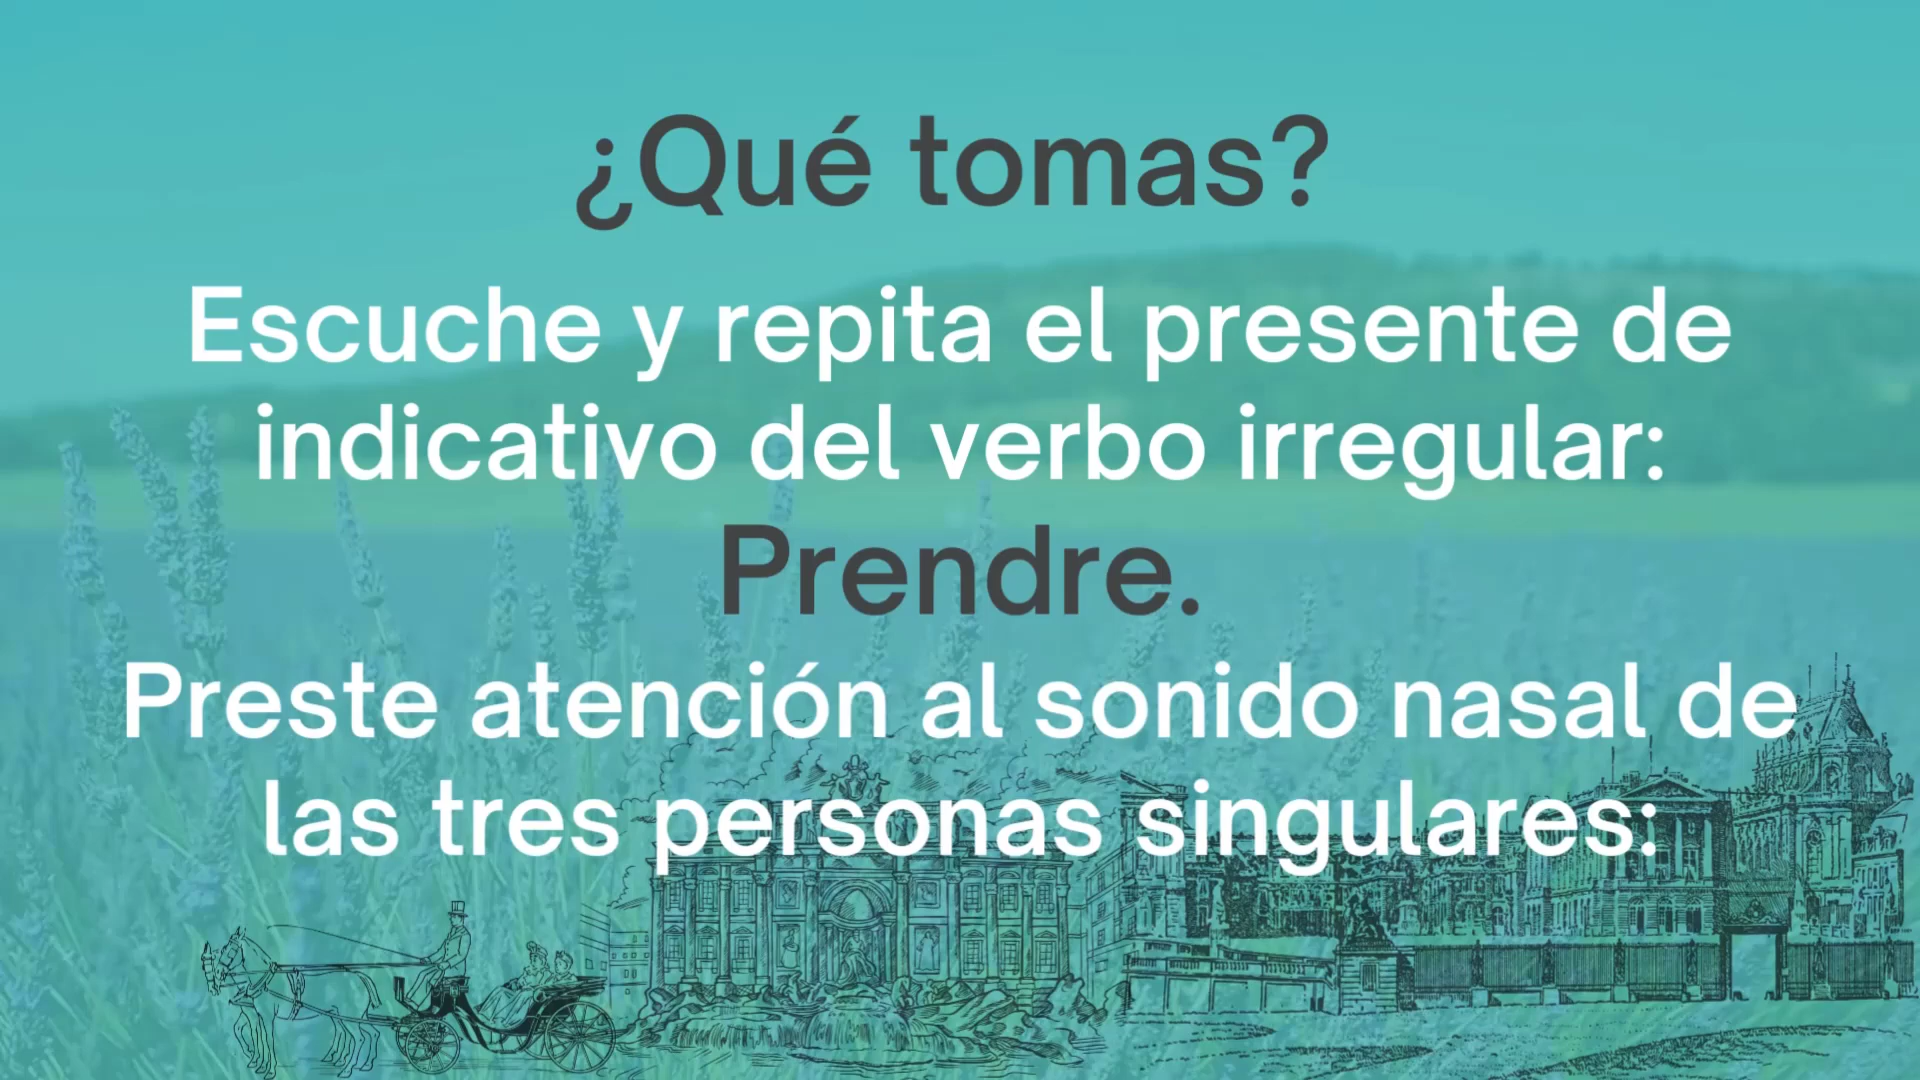 ¿Qué tomas?
Escuche y repita el presente de
indicativo del verbo irregular:
Prendre.
Preste atención al sonido nasal de
las tres personas singulares: